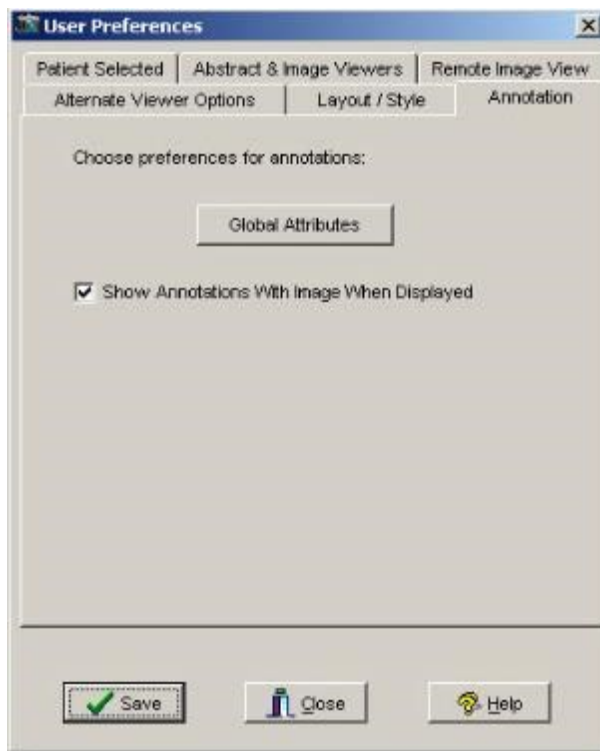 User Preferences
Patient Selected Abstract & Image Viewers Remote Image View
Alternate Viewer Options Layout / Style Annotation
Choose preferences for annotations:
Global Attributes
Show Annotations With Image When Displayed
Save Close Help